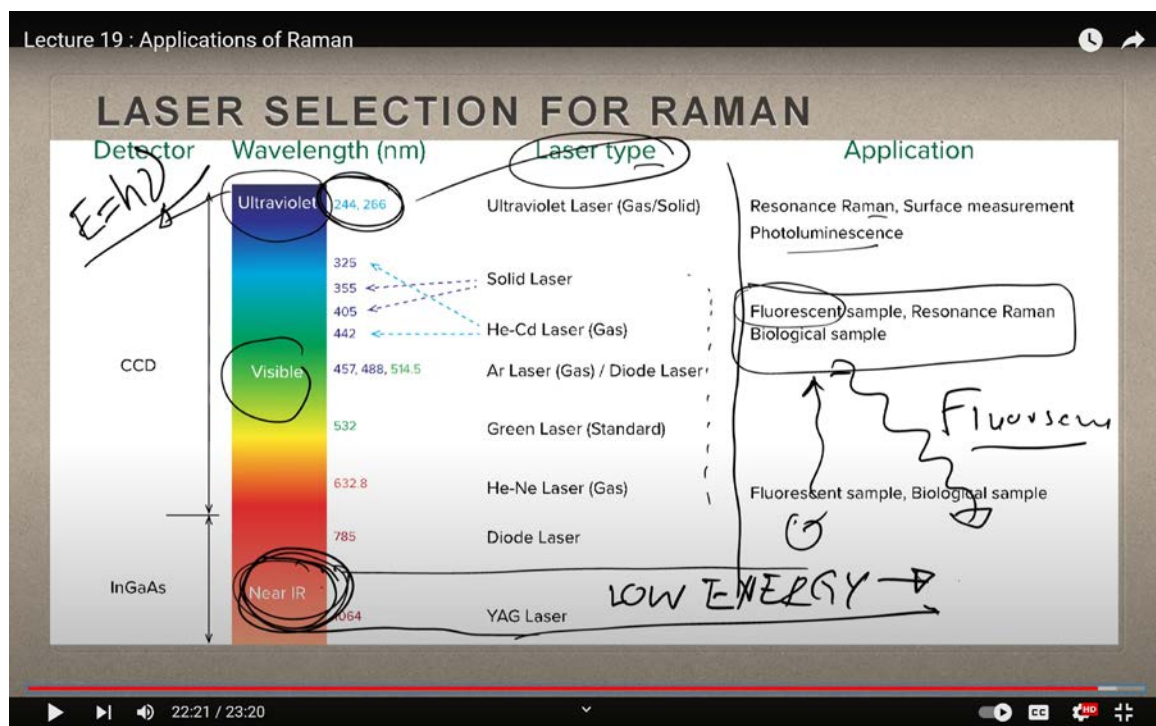 Lecture 19 : Applications of Raman
LASER SELECTION FOR RAMAN
Detector Wavelength (nm) Laser type Application
E=hν
Ultraviolet 244, 266 Ultraviolet Laser (Gas/Solid) Resonance Raman, Surface measurement
Photoluminescence
325
355 Solid Laser
405 Fluorescent sample, Resonance Raman
442 He-Cd Laser (Gas) Biological sample
CCD Visible 457, 488, 514.5 Ar Laser (Gas) / Diode Laser
532 Green Laser (Standard)
632.8 He-Ne Laser (Gas) Fluorescent sample, Biological sample
785 Diode Laser
InGaAs Near IR LOW ENERGY
1064 YAG Laser
22:21 / 23:20 CC HD